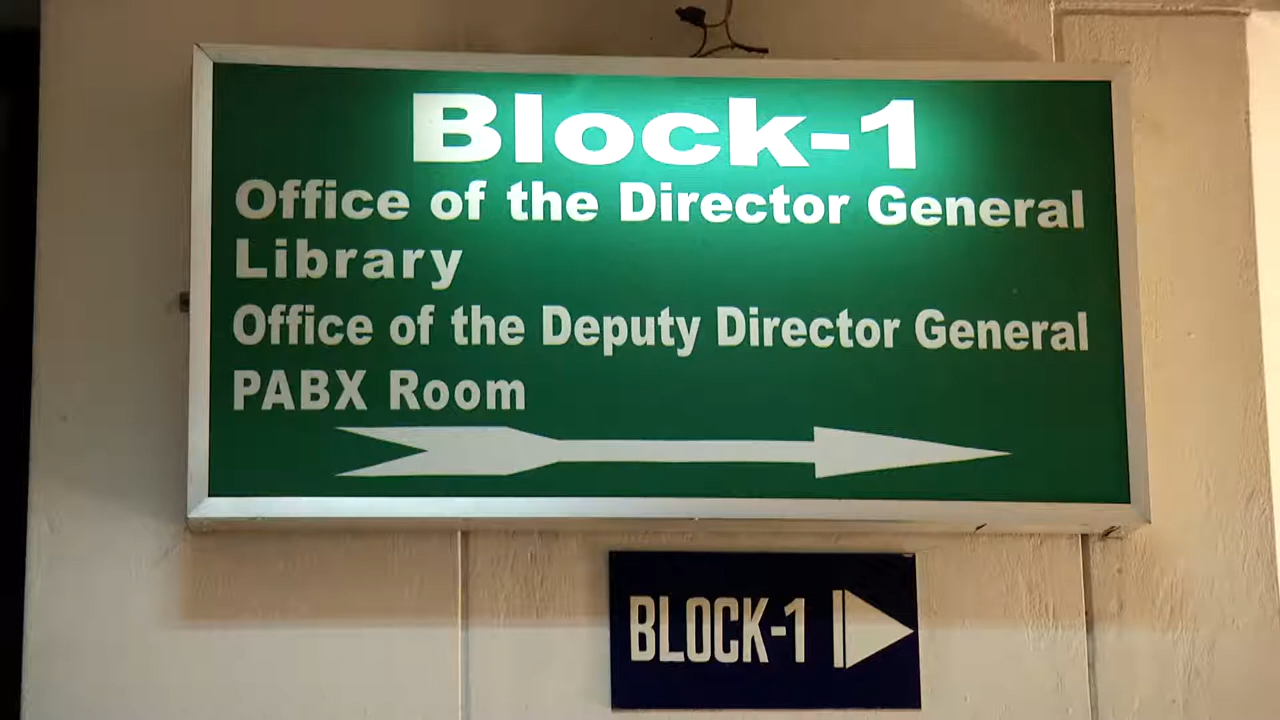 Block-1
Office of the Director General
Library
Office of the Deputy Director General
PABX Room
BLOCK-1